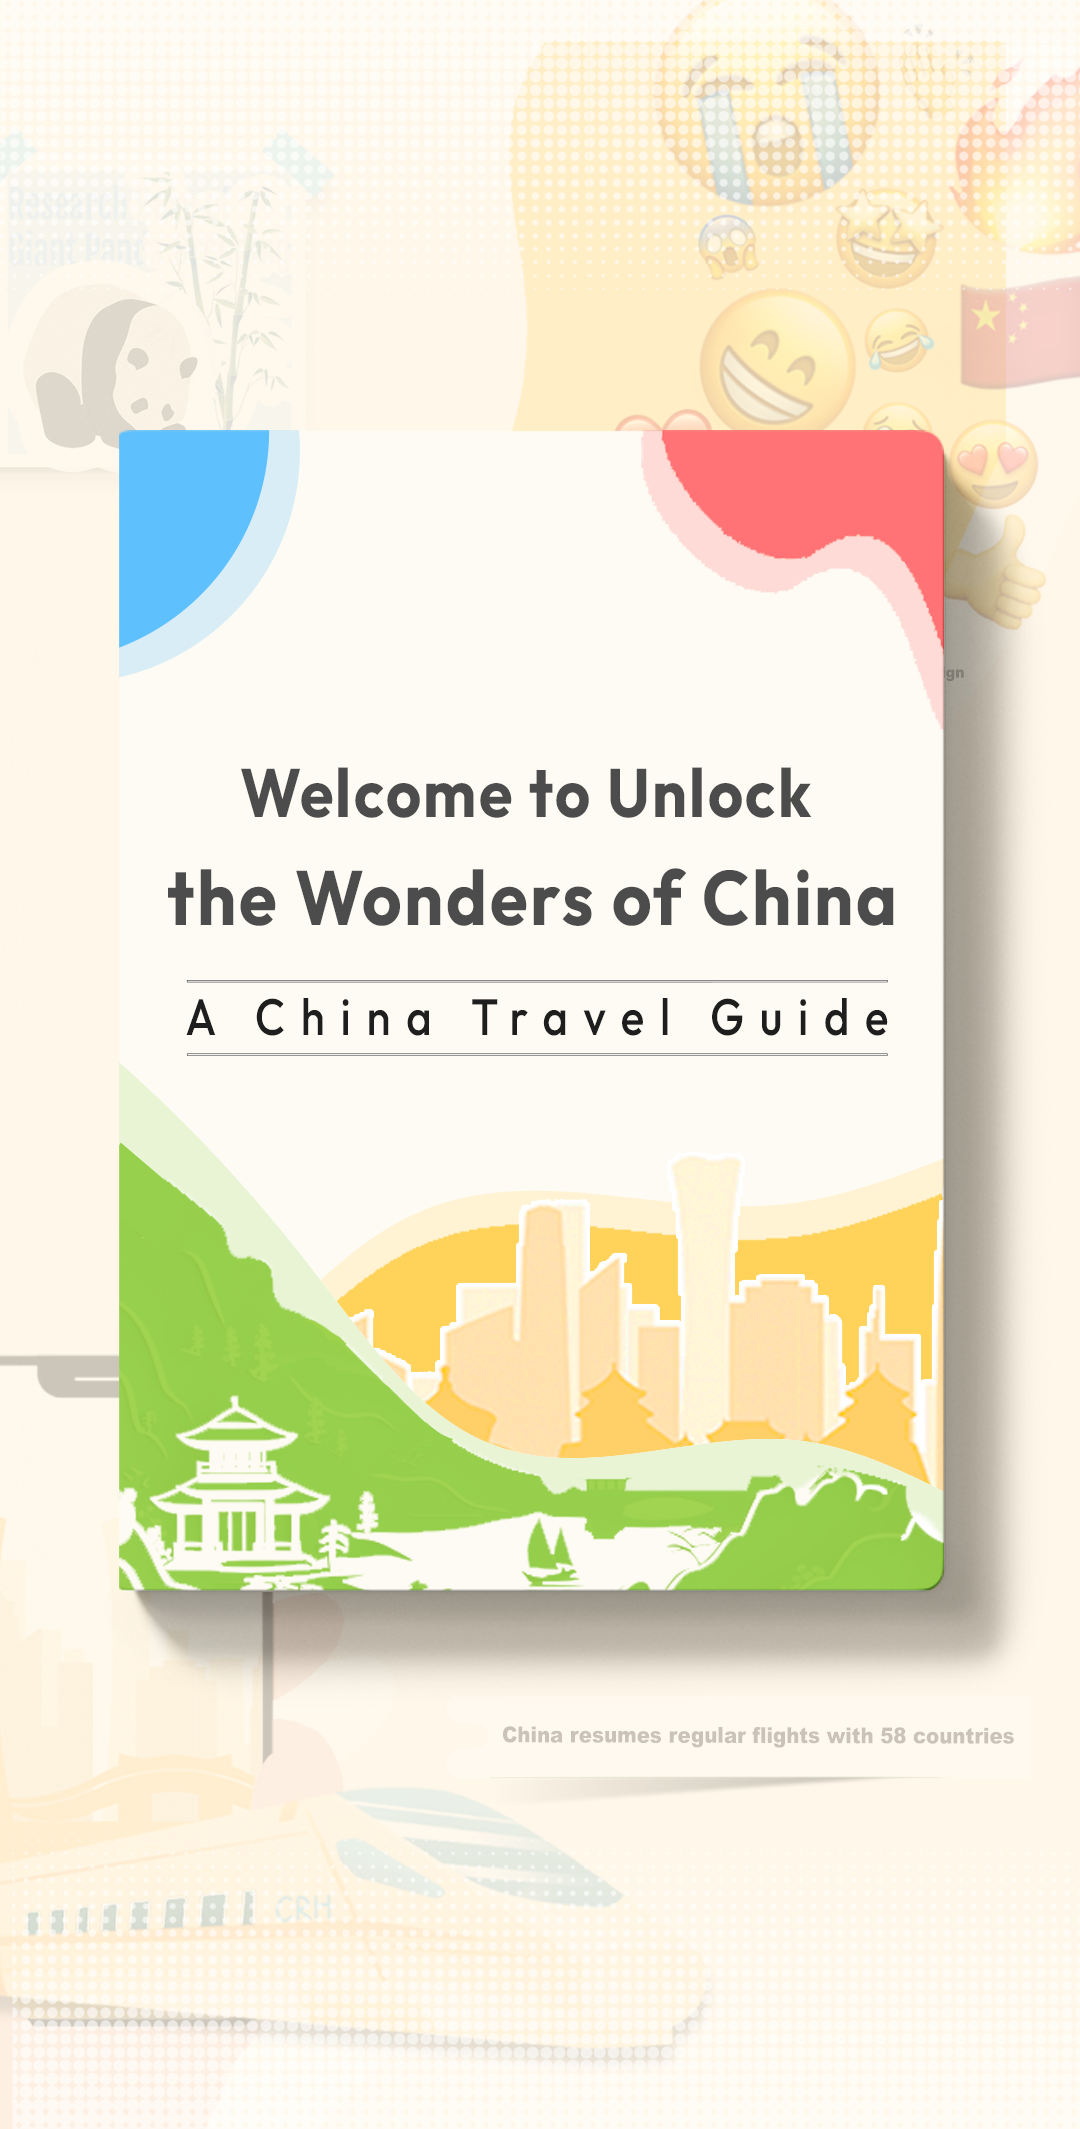 Research
Giant Pan
ign
Welcome to Unlock
the Wonders of China
A China Travel Guide
China resumes regular flights with 58 countries
CRH